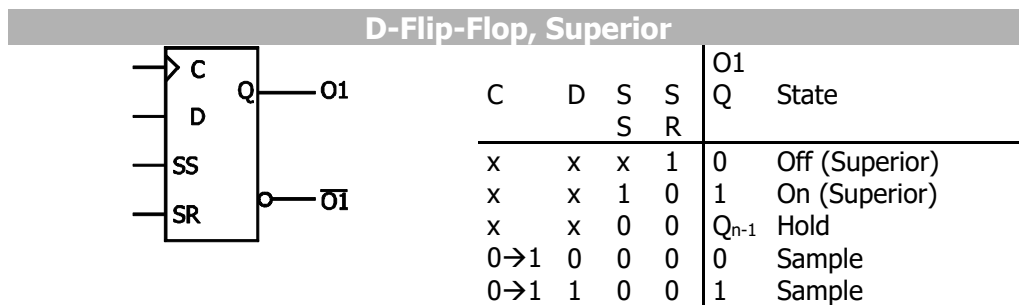 D-Flip-Flop, Superior
C
Q O1
D
SS
O1
SR
O1
C D S S Q State
S R
x x x 1 0 Off (Superior)
x x 1 0 1 On (Superior)
x x 0 0 Qn-1 Hold
0→1 0 0 0 0 Sample
0→1 1 0 0 1 Sample